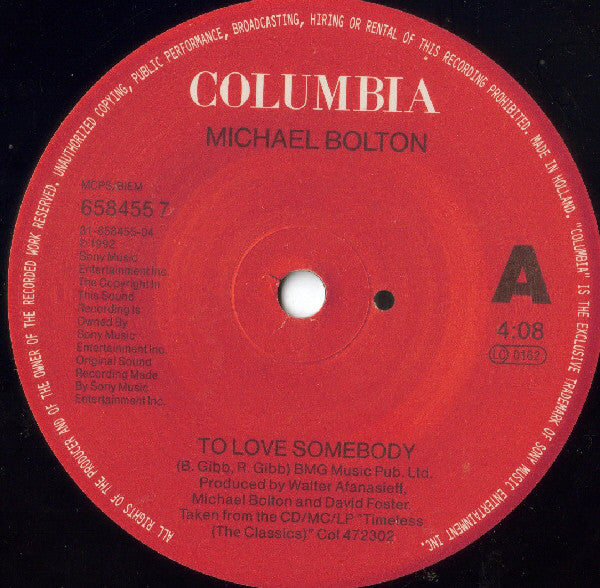 ALL RIGHTS OF THE PRODUCER AND OF THE OWNER OF THE RECORDED WORK RESERVED. UNAUTHORIZED COPYING, PUBLIC PERFORMANCE, BROADCASTING, HIRING OR RENTAL OF THIS RECORDING PROHIBITED. MADE IN HOLLAND. "COLUMBIA" IS THE EXCLUSIVE TRADEMARK OF SONY MUSIC ENTERTAINMENT INC.
COLUMBIA
MICHAEL BOLTON
MCPS/BIEM
658455 7
01-658455-04
℗ 1992
Sony Music
Entertainment Inc.
The Copyright In
This Sound
Recording Is
Owned By
Sony Music
Entertainment Inc.
Original Sound
Recording Made
By Sony Music
Entertainment Inc.
A
4:08
LC 0162
TO LOVE SOMEBODY
(B. Gibb, R. Gibb) BMG Music Pub. Ltd.
Produced by Walter Afanasieff,
Michael Bolton and David Foster.
Taken from the CD/MC/LP "Timeless
(The Classics)" Col 472302